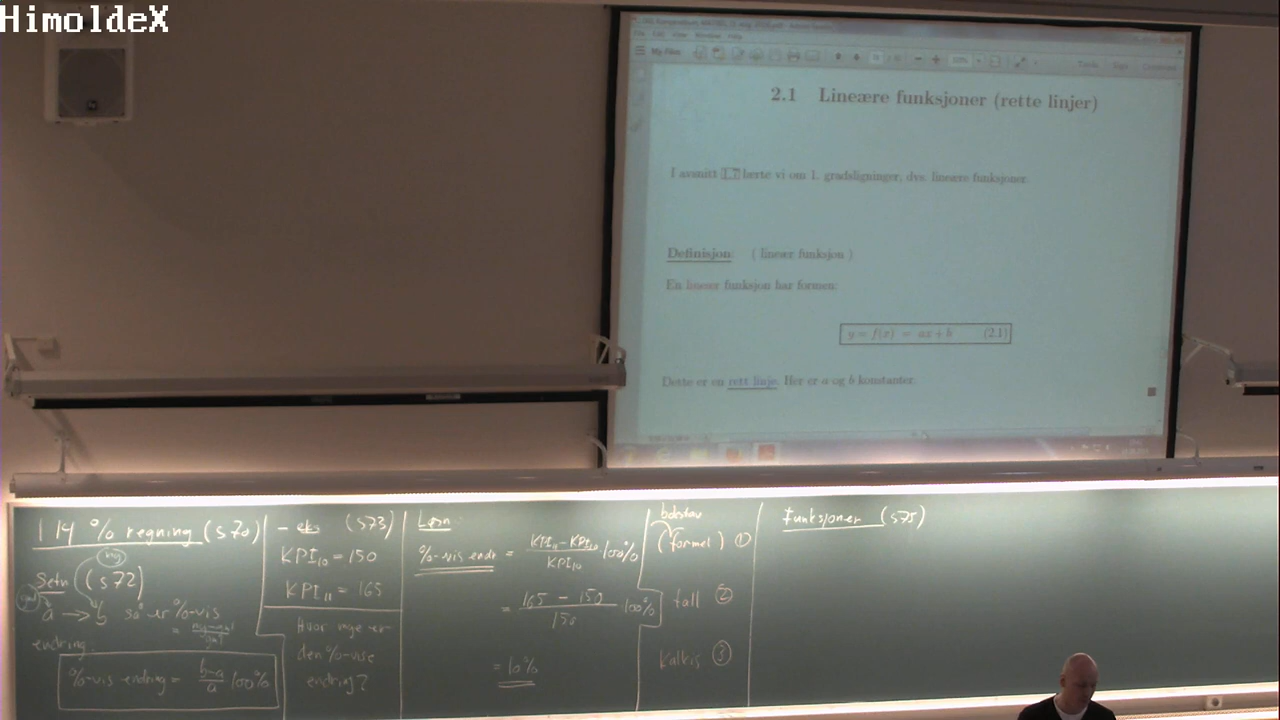 HimoldeX
2.1 Lineære funksjoner (rette linjer)
I avsnitt 1.7 lærte vi om 1. gradsligninger, dvs. lineære funksjoner.
Definisjon: ( lineær funksjon )
En lineær funksjon har formen:
y = f(x) = ax + b (2.1)
Dette er en rett linje. Her er a og b konstanter.
1.14 % regning (s70)
Setn (s72)
ny
gml
a → b så er %-vis
endring:
%-vis endring = b-a/a · 100%
- eks (s73)
KPI₁₀ = 150
KPI₁₁ = 165
Hvor mye er
den %-vise
endring?
Løsn:
%-vis endr = KPI₁₁ - KPI₁₀/KPI₁₀ · 100%
= 165 - 150/150 · 100%
= 10%
bokstav
(formel) ①
tall ②
kalkis ③
funksjoner (s75)